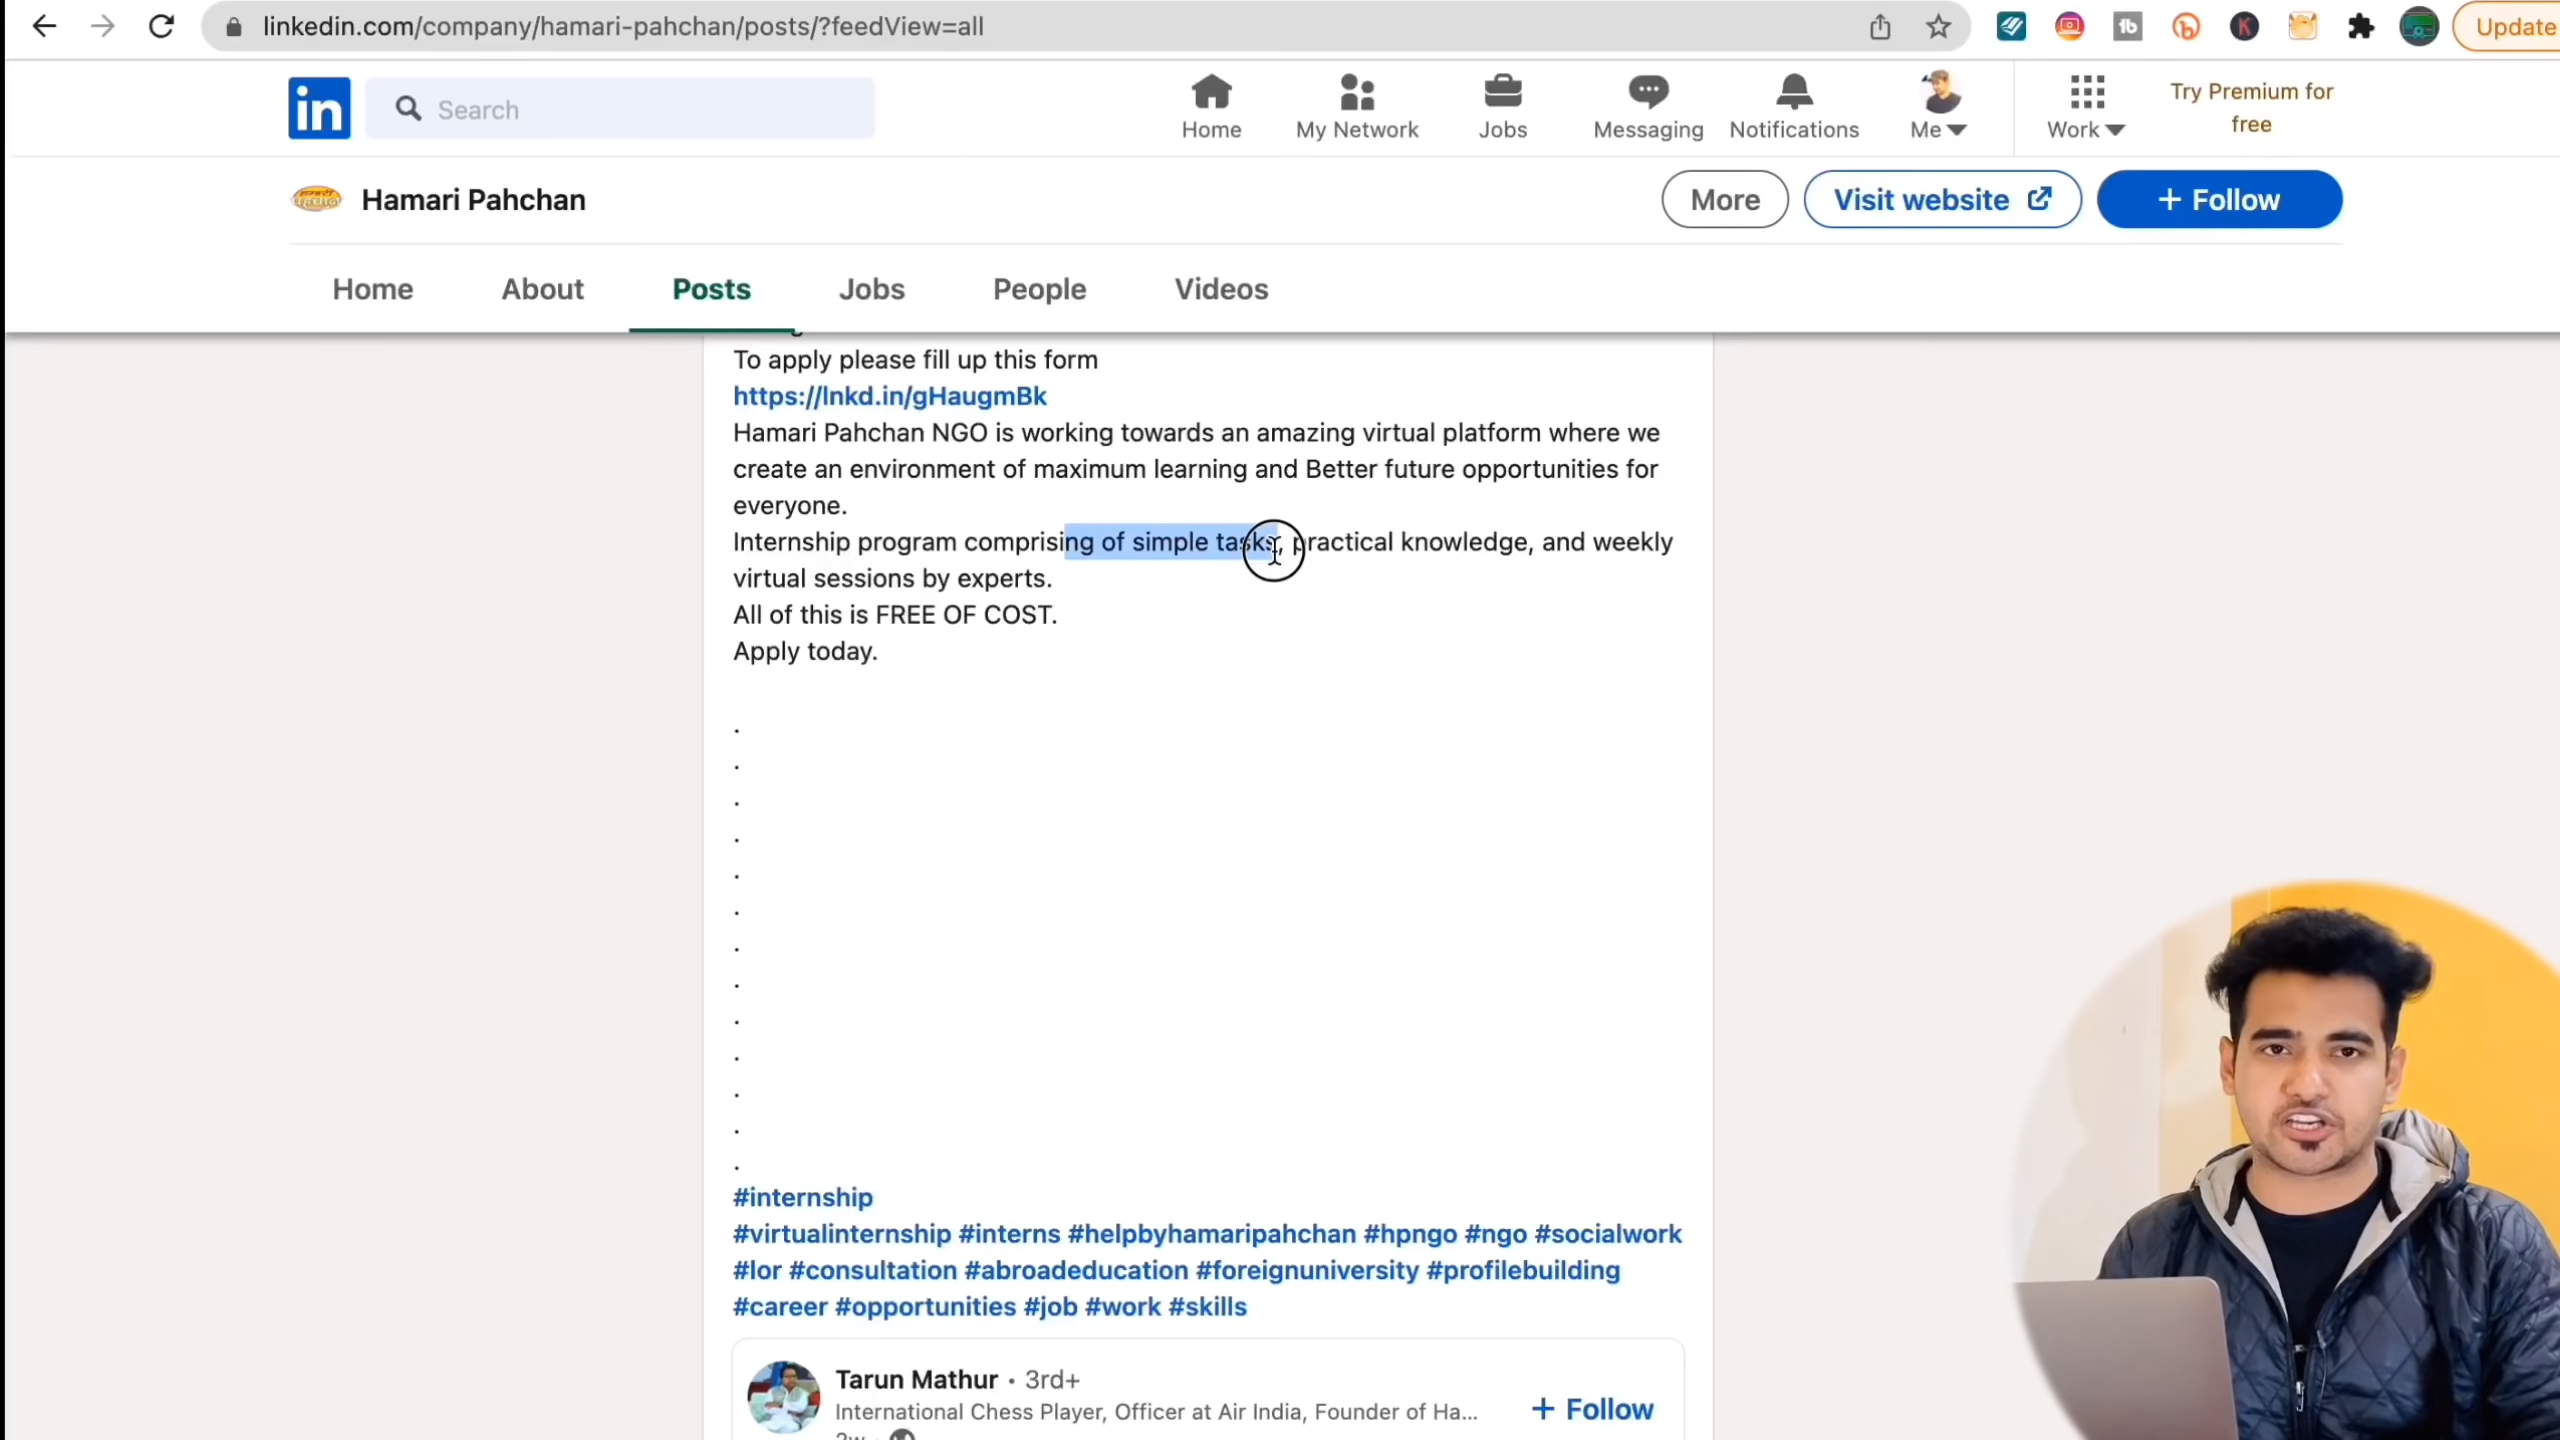 linkedin.com/company/hamari-pahchan/posts/?feedView=all
Update
in
Search
Home
My Network
Jobs
Messaging
Notifications
Me
Work
Try Premium for
free
Hamari Pahchan
More
Visit website
+ Follow
Home
About
Posts
Jobs
People
Videos
To apply please fill up this form
https://lnkd.in/gHaugmBk
Hamari Pahchan NGO is working towards an amazing virtual platform where we
create an environment of maximum learning and Better future opportunities for
everyone.
Internship program comprising of simple tasks, practical knowledge, and weekly
virtual sessions by experts.
All of this is FREE OF COST.
Apply today.
.
.
.
.
.
.
.
.
.
.
.
.
.
#internship
#virtualinternship #interns #helpbyhamaripahchan #hpngo #ngo #socialwork
#lor #consultation #abroadeducation #foreignuniversity #profilebuilding
#career #opportunities #job #work #skills
Tarun Mathur • 3rd+
International Chess Player, Officer at Air India, Founder of Ha...
+ Follow